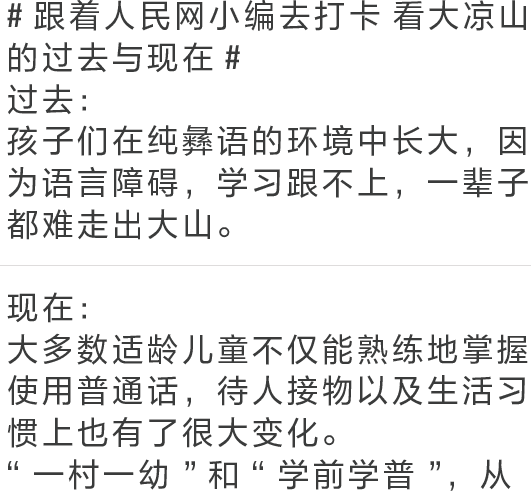 # 跟着人民网小编去打卡 看大凉山
的过去与现在 #
过去：
孩子们在纯彝语的环境中长大，因
为语言障碍，学习跟不上，一辈子
都难走出大山。
现在：
大多数适龄儿童不仅能熟练地掌握
使用普通话，待人接物以及生活习
惯上也有了很大变化。
“ 一村一幼 ” 和 “ 学前学普 ”，从